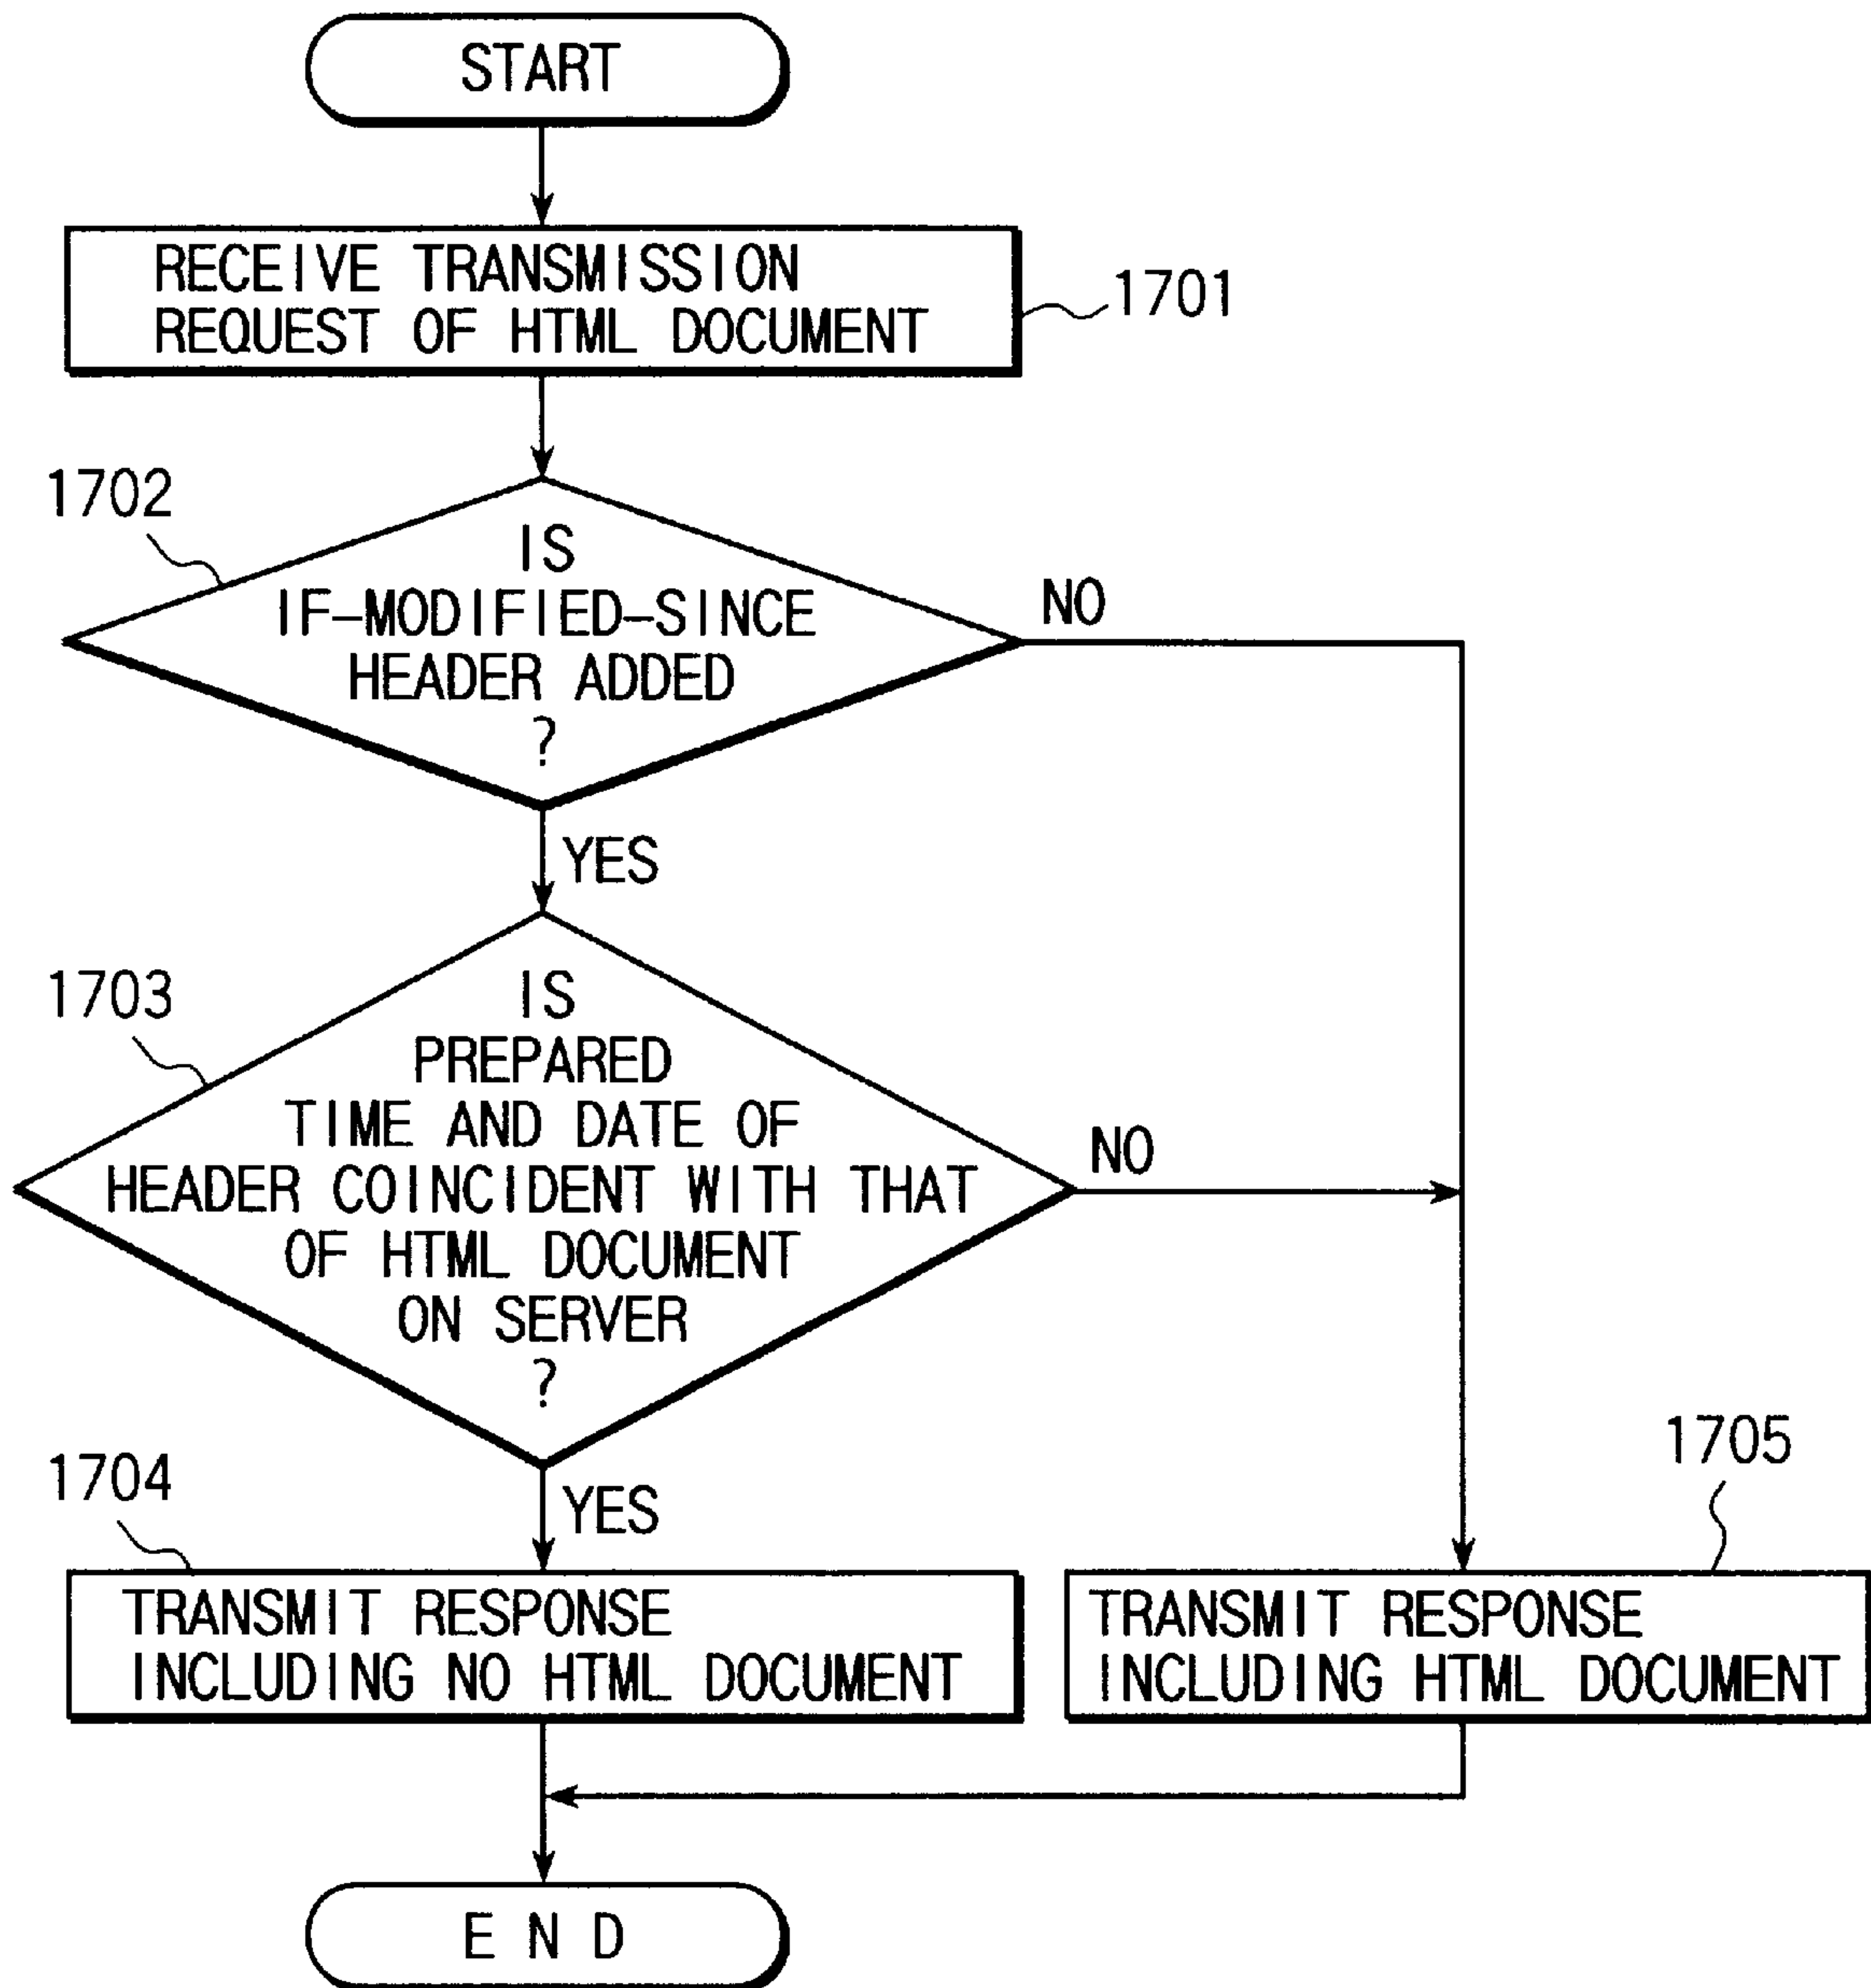 START
RECEIVE TRANSMISSION
REQUEST OF HTML DOCUMENT
1701
1702
IS
IF-MODIFIED-SINCE
HEADER ADDED
?
NO
YES
1703
IS
PREPARED
TIME AND DATE OF
HEADER COINCIDENT WITH THAT
OF HTML DOCUMENT
ON SERVER
?
NO
YES
1704
TRANSMIT RESPONSE
INCLUDING NO HTML DOCUMENT
1705
TRANSMIT RESPONSE
INCLUDING HTML DOCUMENT
END